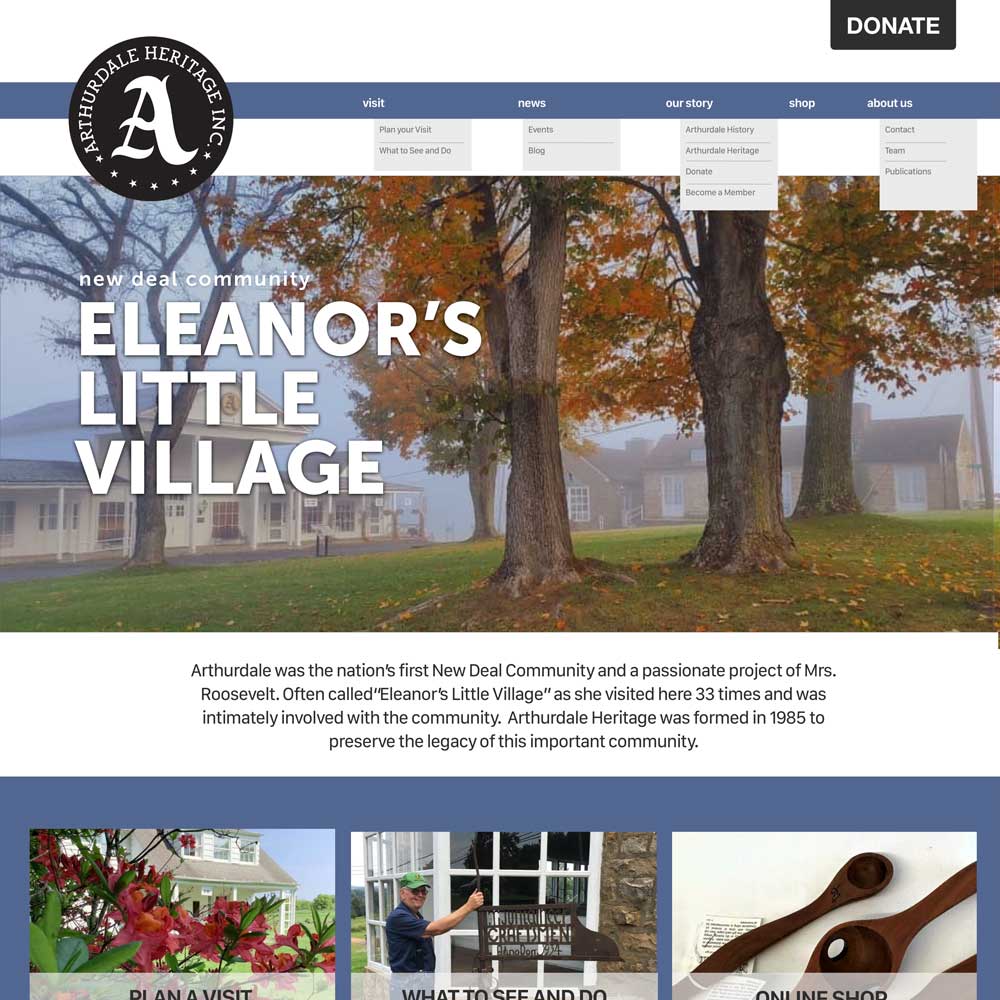 DONATE
ARTHURDALE HERITAGE INC.
A
visit
news
our story
shop
about us
Plan your Visit
What to See and Do
Events
Blog
Arthurdale History
Arthurdale Heritage
Donate
Become a Member
Contact
Team
Publications
new deal community
ELEANOR'S
LITTLE
VILLAGE
Arthurdale was the nation's first New Deal Community and a passionate project of Mrs.
Roosevelt. Often called"Eleanor's Little Village" as she visited here 33 times and was
intimately involved with the community. Arthurdale Heritage was formed in 1985 to
preserve the legacy of this important community.
CRAFTSMEN
PLAN A VISIT
WHAT TO SEE AND DO
ONLINE SHOP